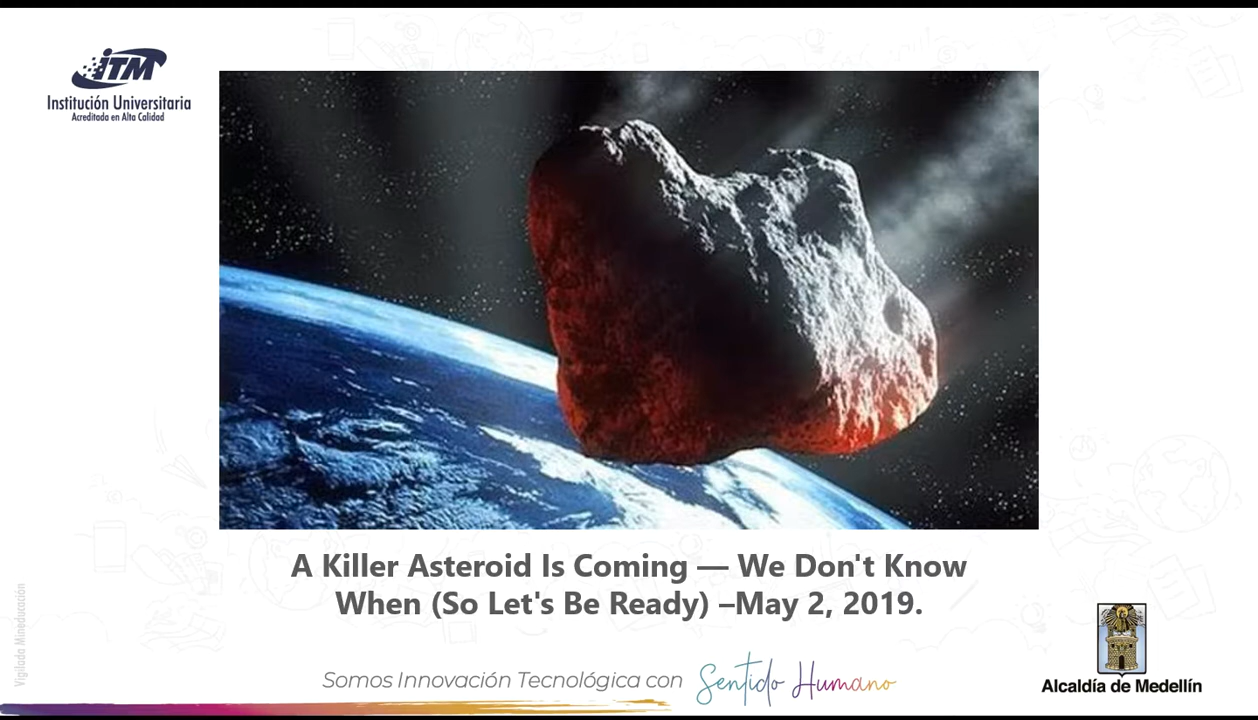 iTM
Institución Universitaria
Acreditada en Alta Calidad
A Killer Asteroid Is Coming — We Don't Know
When (So Let's Be Ready) –May 2, 2019.
Vigilada Mineducación
Somos Innovación Tecnológica con Sentido Humano
Alcaldía de Medellín